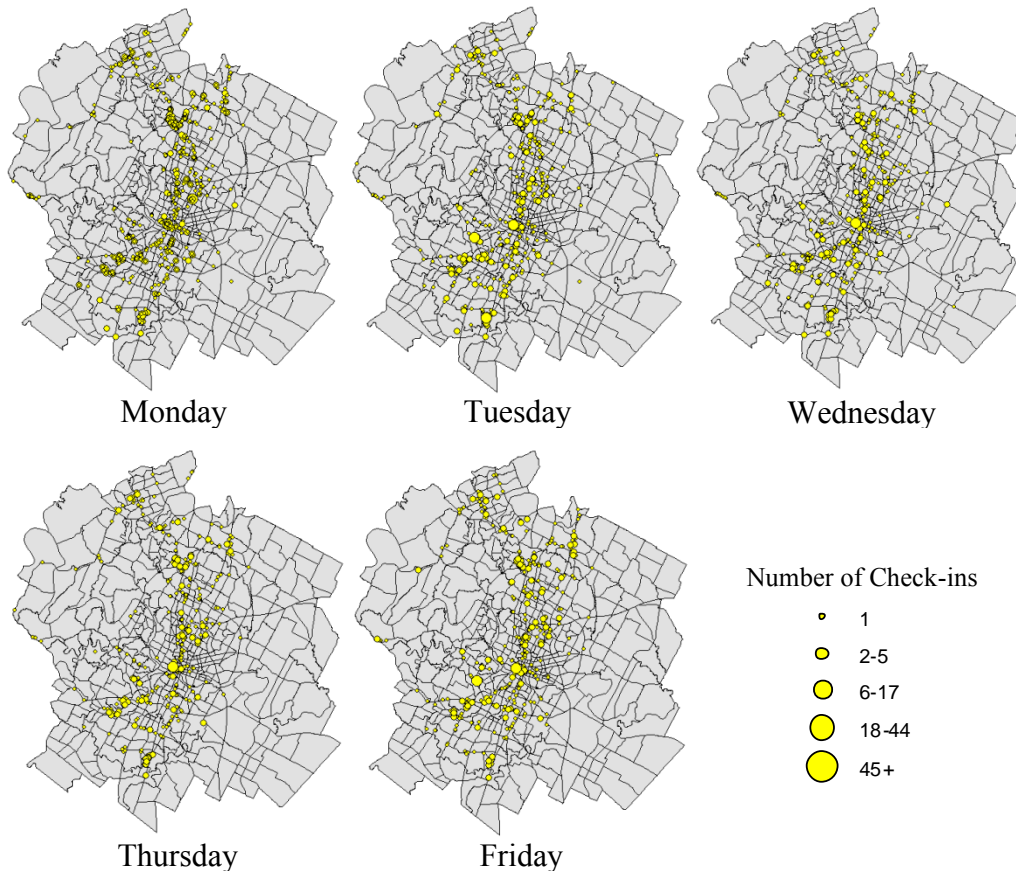 Monday
Tuesday
Wednesday
Thursday
Friday
Number of Check-ins
1
2-5
6-17
18-44
45+